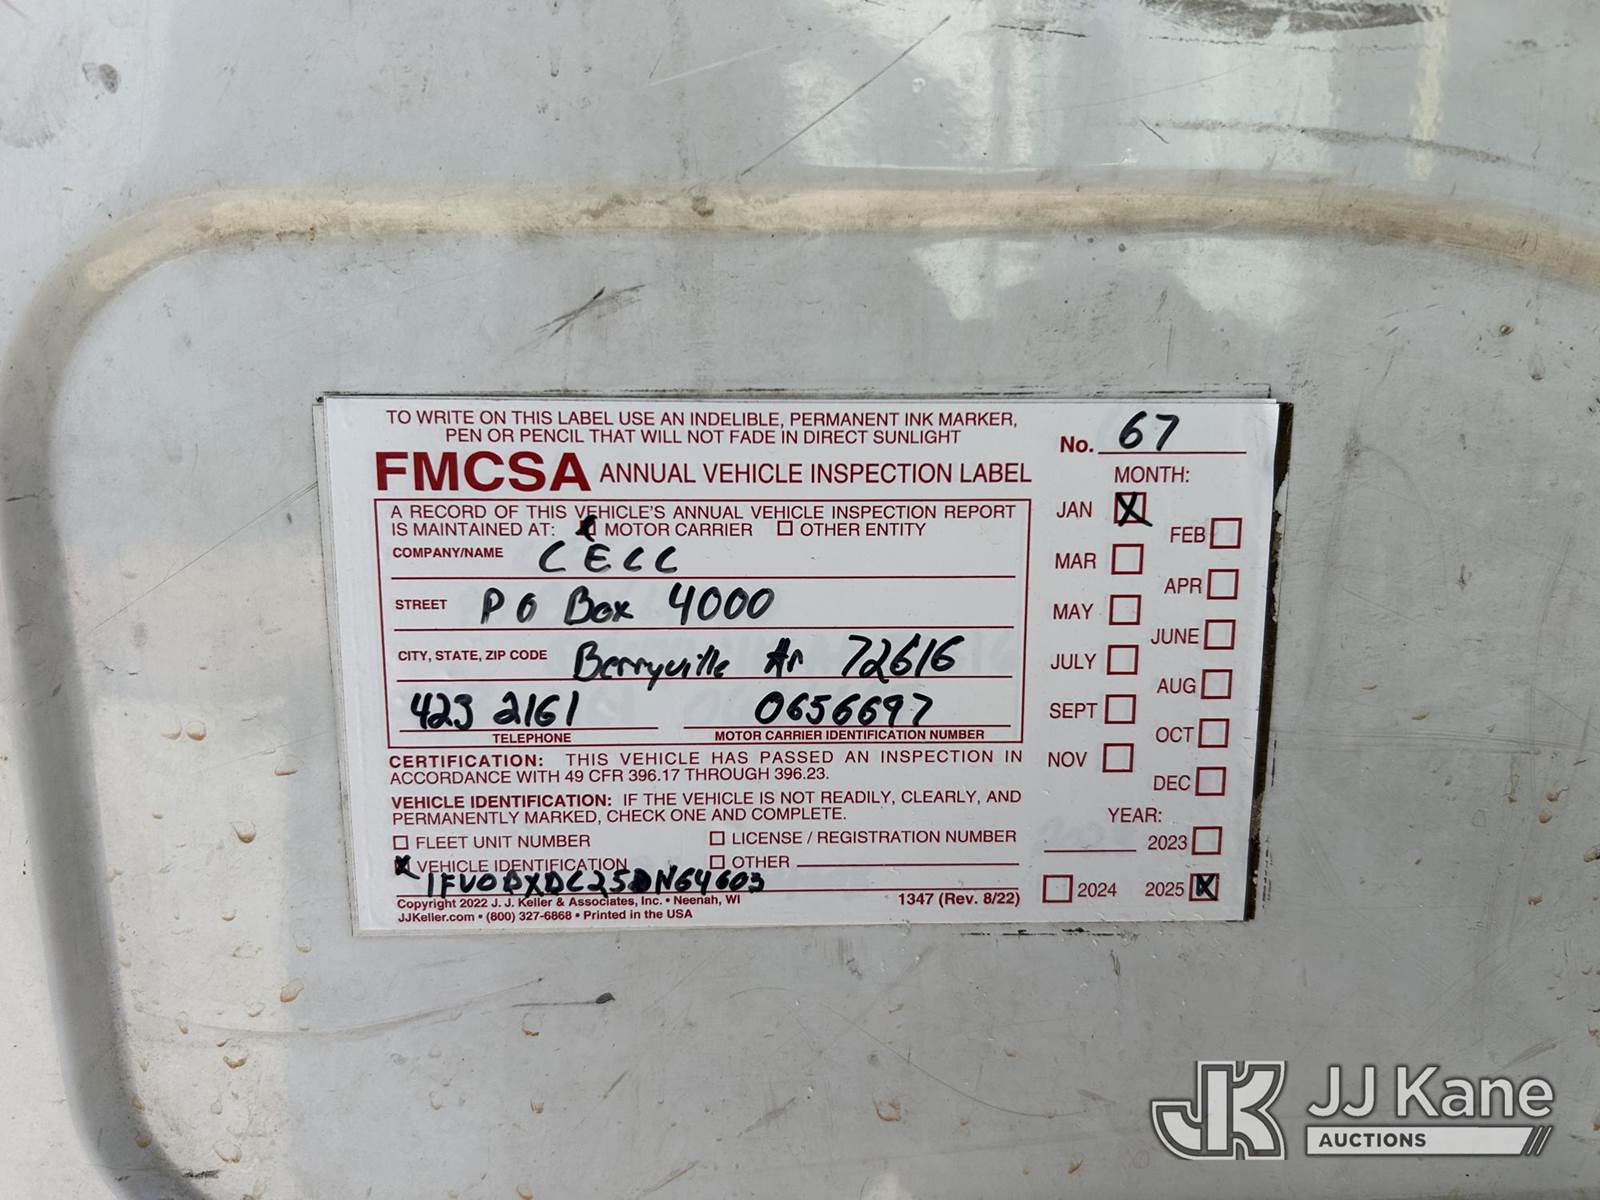 TO WRITE ON THIS LABEL USE AN INDELIBLE, PERMANENT INK MARKER,
PEN OR PENCIL THAT WILL NOT FADE IN DIRECT SUNLIGHT
No. 67
FMCSA ANNUAL VEHICLE INSPECTION LABEL
A RECORD OF THIS VEHICLE'S ANNUAL VEHICLE INSPECTION REPORT
IS MAINTAINED AT: MOTOR CARRIER OTHER ENTITY
COMPANY/NAME CECC
STREET PO Box 4000
CITY, STATE, ZIP CODE Berryville Ar 72616
423 2161 0656697
TELEPHONE MOTOR CARRIER IDENTIFICATION NUMBER
CERTIFICATION: THIS VEHICLE HAS PASSED AN INSPECTION IN
ACCORDANCE WITH 49 CFR 396.17 THROUGH 396.23.
VEHICLE IDENTIFICATION: IF THE VEHICLE IS NOT READILY, CLEARLY, AND
PERMANENTLY MARKED, CHECK ONE AND COMPLETE.
FLEET UNIT NUMBER LICENSE / REGISTRATION NUMBER
X VEHICLE IDENTIFICATION OTHER
Copyright 2022 J. J. Keller & Associates, Inc. • Neenah, WI 1347 (Rev. 8/22)
JJKeller.com • (800) 327-6868 • Printed in the USA
MONTH:
JAN X
FEB
MAR
APR
MAY
JUNE
JULY
AUG
SEPT
OCT
NOV
DEC
YEAR:
2023
2024 2025 X
JK JJ Kane
AUCTIONS